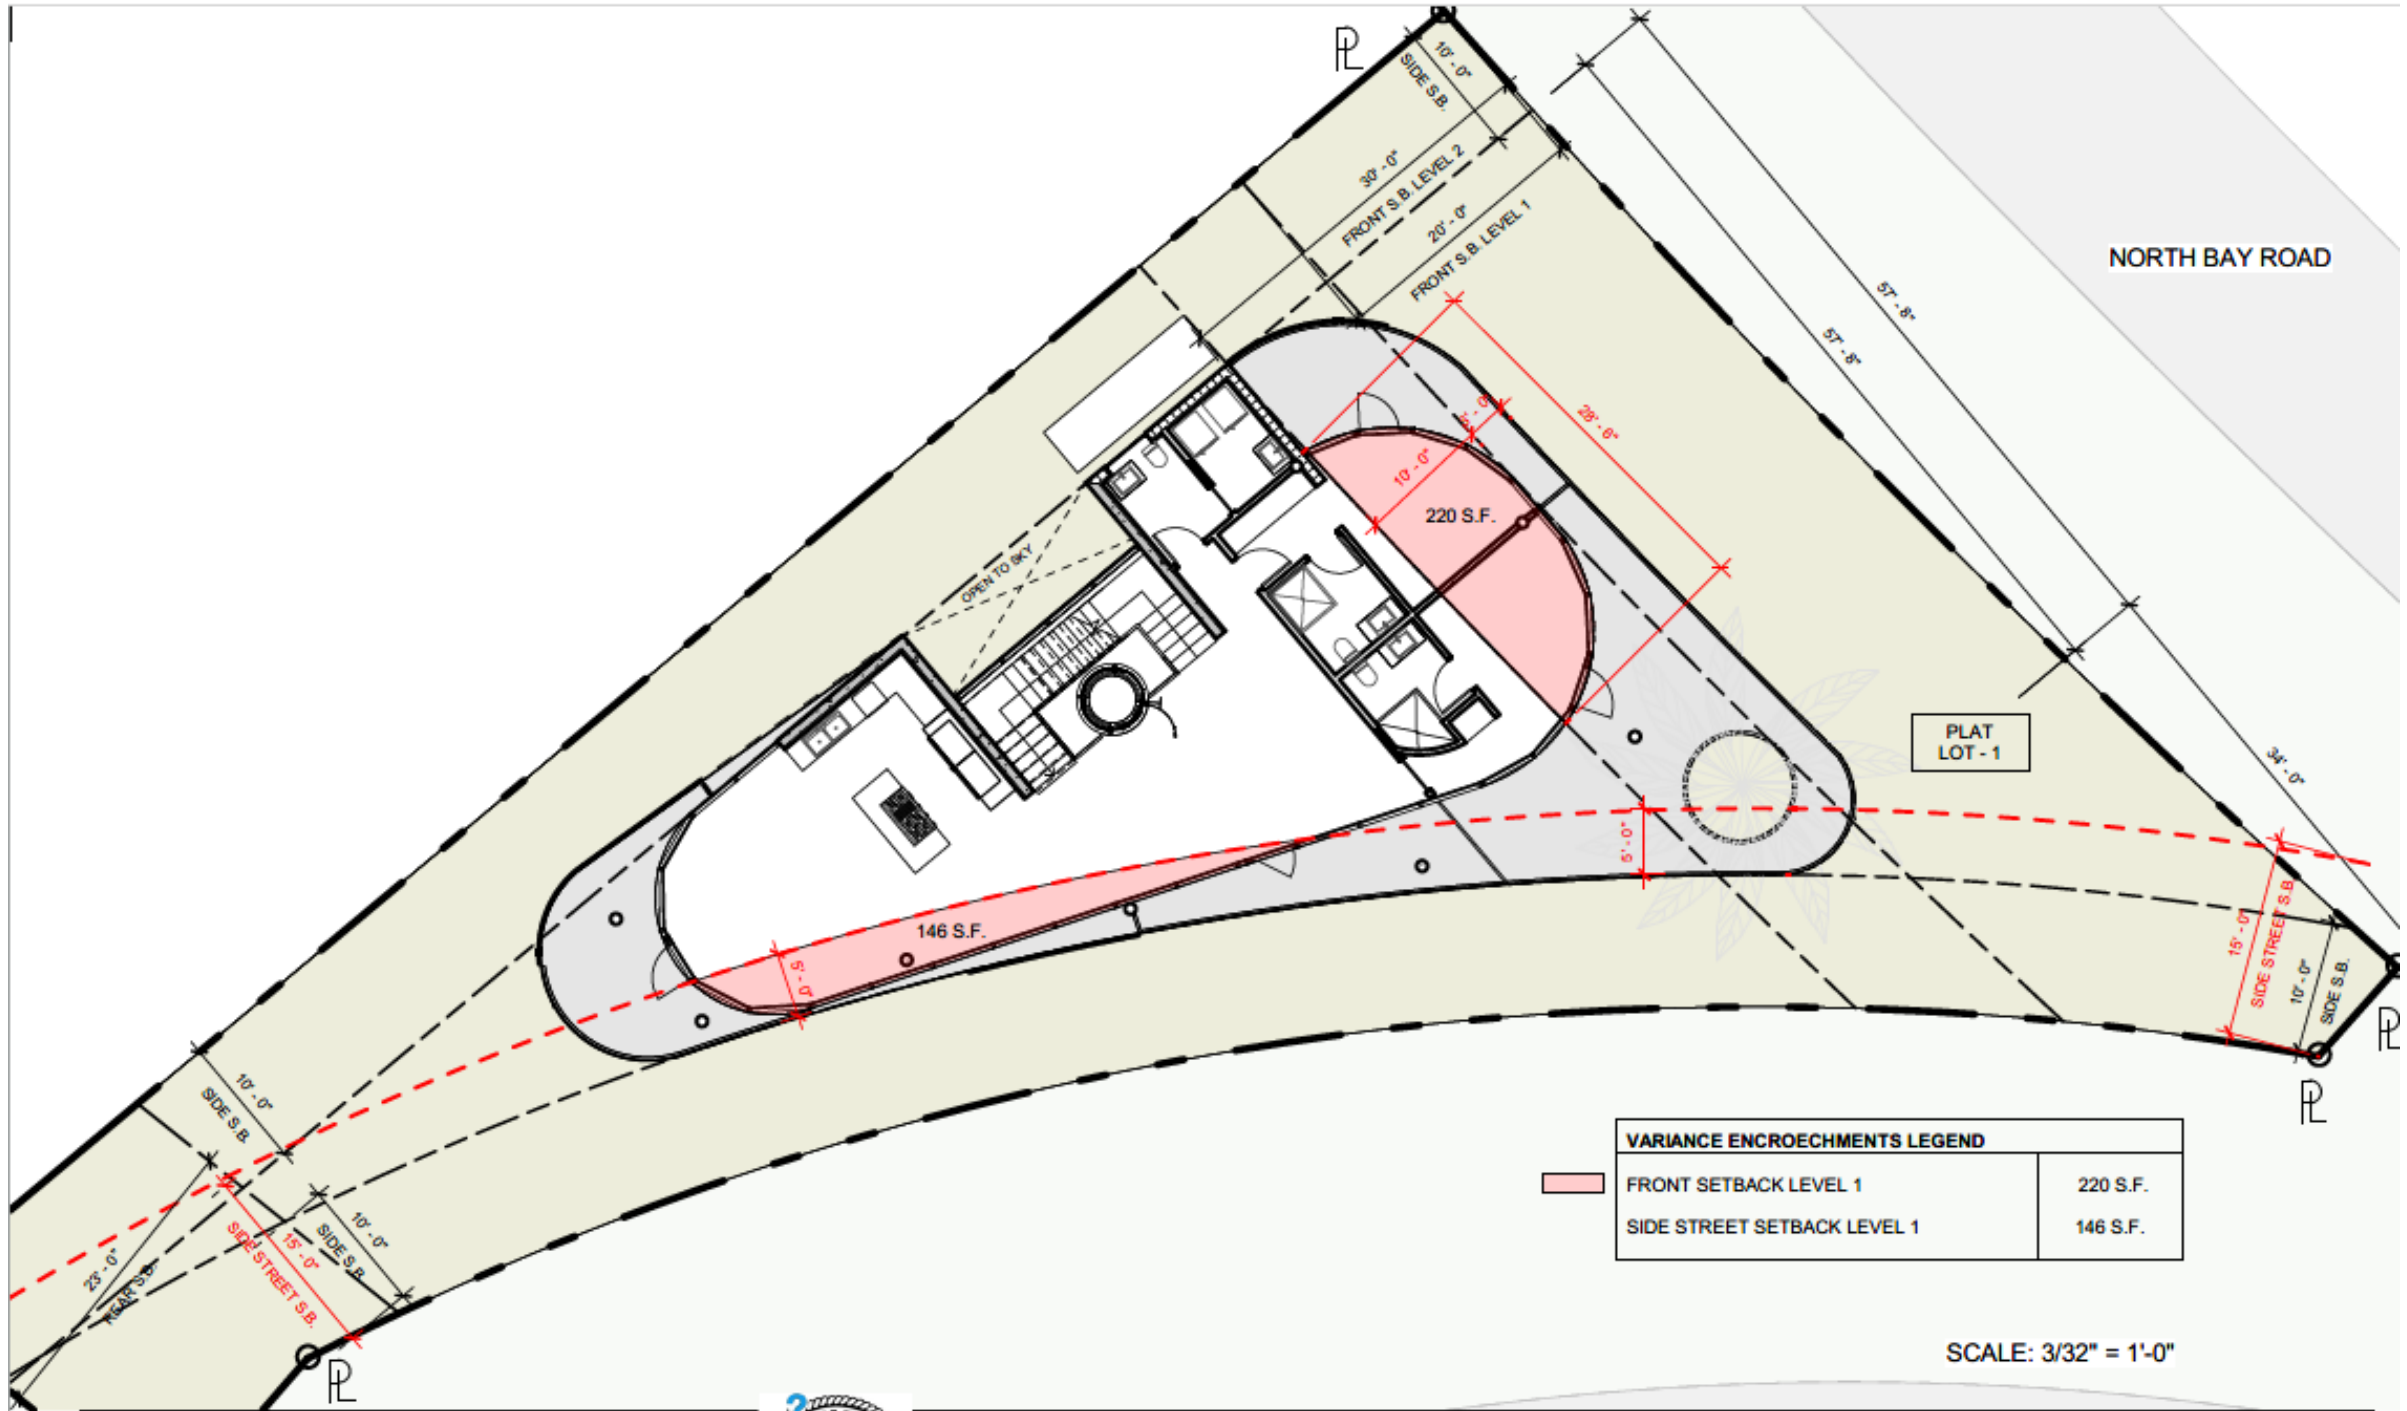 10' - 0"
SIDE S.B.
30' - 0"
FRONT S.B. LEVEL 2
20' - 0"
FRONT S.B. LEVEL 1
NORTH BAY ROAD
57' - 8"
57' - 8"
28' - 6"
10' - 0"
220 S.F.
OPEN TO SKY
PLAT
LOT - 1
34' - 0"
5' - 0"
146 S.F.
5' - 0"
15' - 0"
SIDE STREET S.B.
10' - 0"
SIDE S.B.
10' - 0"
SIDE S.B.
23' - 0"
REAR S.B.
15' - 0"
SIDE STREET S.B.
10' - 0"
SIDE S.B.
PL
PL
PL
PL
VARIANCE ENCROECHMENTS LEGEND
FRONT SETBACK LEVEL 1 220 S.F.
SIDE STREET SETBACK LEVEL 1 146 S.F.
SCALE: 3/32" = 1'-0"